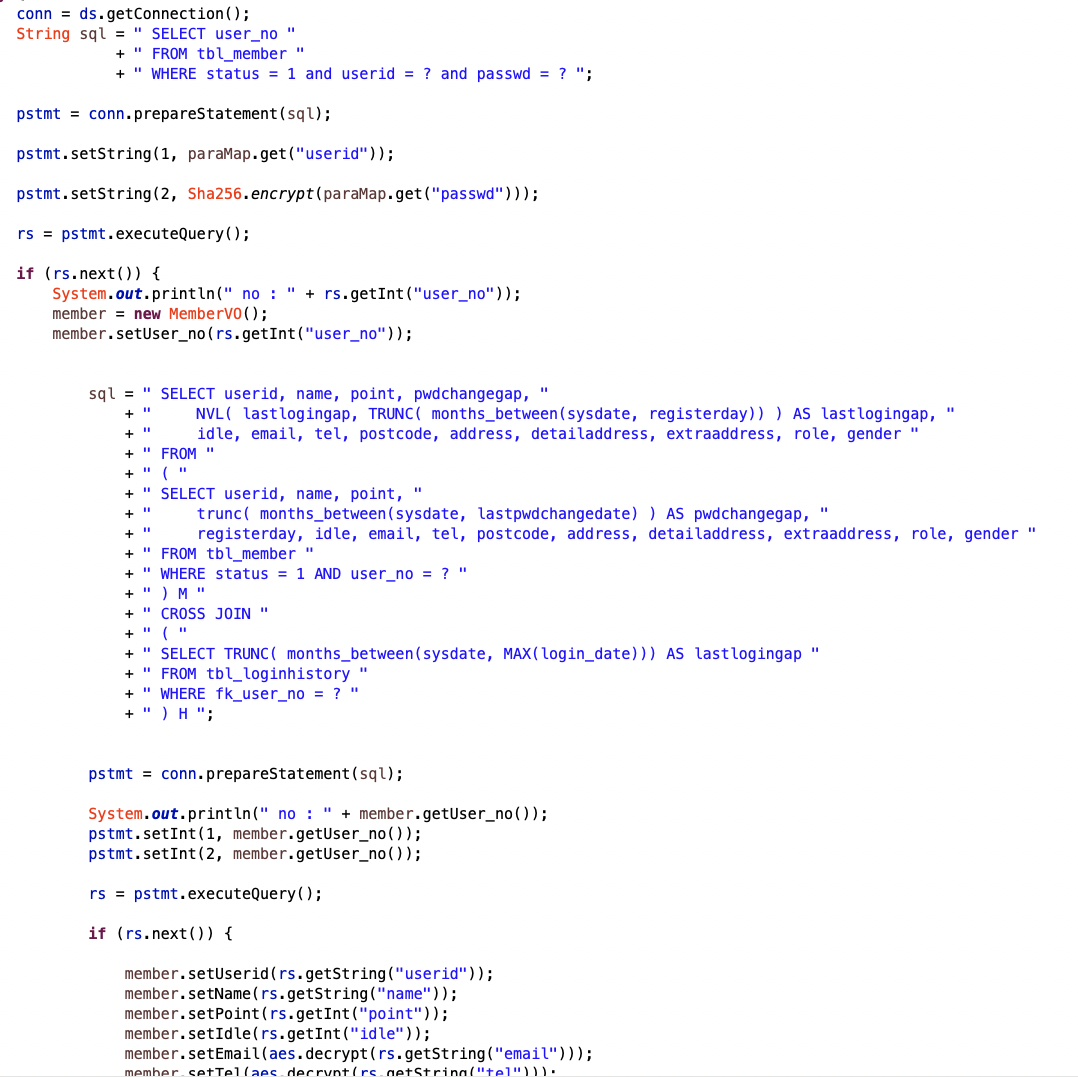 conn = ds.getConnection();
String sql = " SELECT user_no "
+ " FROM tbl_member "
+ " WHERE status = 1 and userid = ? and passwd = ? ";
pstmt = conn.prepareStatement(sql);
pstmt.setString(1, paraMap.get("userid"));
pstmt.setString(2, Sha256.encrypt(paraMap.get("passwd")));
rs = pstmt.executeQuery();
if (rs.next()) {
System.out.println(" no : " + rs.getInt("user_no"));
member = new MemberVO();
member.setUser_no(rs.getInt("user_no"));
sql = " SELECT userid, name, point, pwdchangegap, "
+ "     NVL( lastlogingap, TRUNC( months_between(sysdate, registerday)) ) AS lastlogingap, "
+ "     idle, email, tel, postcode, address, detailaddress, extraaddress, role, gender "
+ " FROM "
+ " ( "
+ " SELECT userid, name, point, "
+ "     trunc( months_between(sysdate, lastpwdchangedate) ) AS pwdchangegap, "
+ "     registerday, idle, email, tel, postcode, address, detailaddress, extraaddress, role, gender "
+ " FROM tbl_member "
+ " WHERE status = 1 AND user_no = ? "
+ " ) M "
+ " CROSS JOIN "
+ " ( "
+ " SELECT TRUNC( months_between(sysdate, MAX(login_date))) AS lastlogingap "
+ " FROM tbl_loginhistory "
+ " WHERE fk_user_no = ? "
+ " ) H ";
pstmt = conn.prepareStatement(sql);
System.out.println(" no : " + member.getUser_no());
pstmt.setInt(1, member.getUser_no());
pstmt.setInt(2, member.getUser_no());
rs = pstmt.executeQuery();
if (rs.next()) {
member.setUserid(rs.getString("userid"));
member.setName(rs.getString("name"));
member.setPoint(rs.getInt("point"));
member.setIdle(rs.getInt("idle"));
member.setEmail(aes.decrypt(rs.getString("email")));
member.setTel(aes.decrypt(rs.getString("tel")));